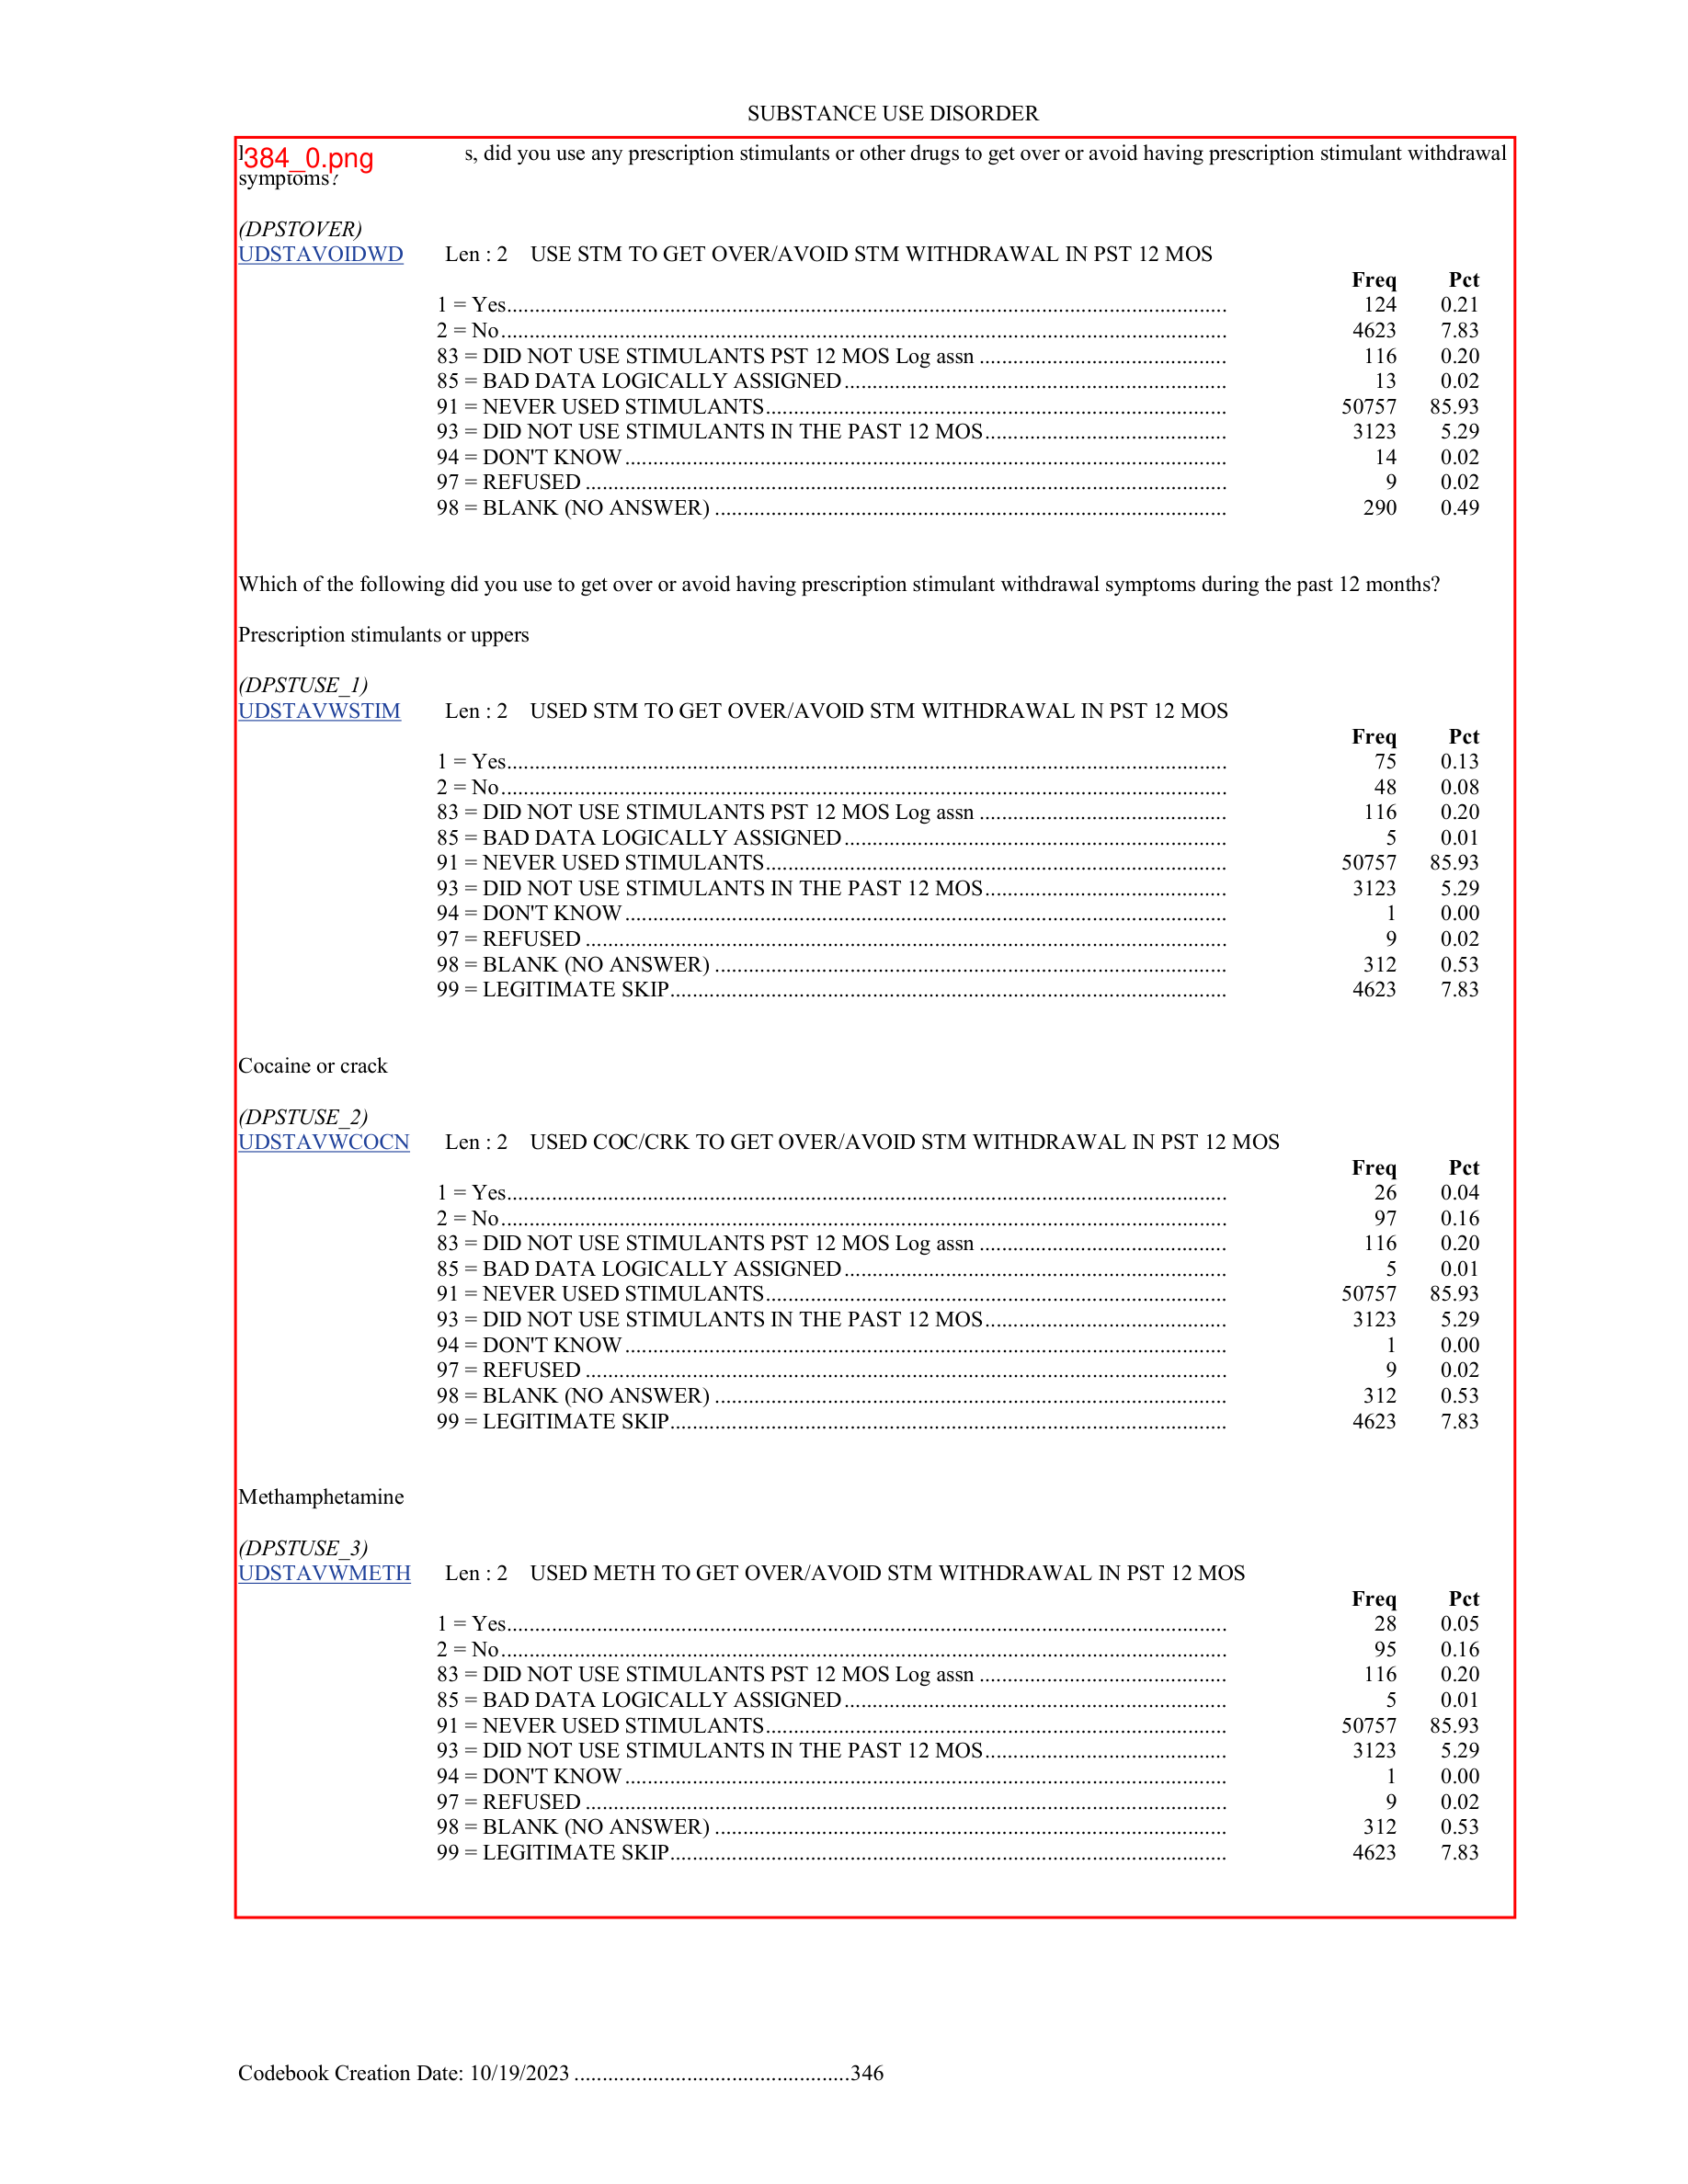 SUBSTANCE USE DISORDER
384_0.png s, did you use any prescription stimulants or other drugs to get over or avoid having prescription stimulant withdrawal
symptoms?
(DPSTOVER)
UDSTAVOIDWD Len : 2 USE STM TO GET OVER/AVOID STM WITHDRAWAL IN PST 12 MOS
Freq Pct
1 = Yes 124 0.21
2 = No 4623 7.83
83 = DID NOT USE STIMULANTS PST 12 MOS Log assn 116 0.20
85 = BAD DATA LOGICALLY ASSIGNED 13 0.02
91 = NEVER USED STIMULANTS 50757 85.93
93 = DID NOT USE STIMULANTS IN THE PAST 12 MOS 3123 5.29
94 = DON'T KNOW 14 0.02
97 = REFUSED 9 0.02
98 = BLANK (NO ANSWER) 290 0.49
Which of the following did you use to get over or avoid having prescription stimulant withdrawal symptoms during the past 12 months?
Prescription stimulants or uppers
(DPSTUSE_1)
UDSTAVWSTIM Len : 2 USED STM TO GET OVER/AVOID STM WITHDRAWAL IN PST 12 MOS
Freq Pct
1 = Yes 75 0.13
2 = No 48 0.08
83 = DID NOT USE STIMULANTS PST 12 MOS Log assn 116 0.20
85 = BAD DATA LOGICALLY ASSIGNED 5 0.01
91 = NEVER USED STIMULANTS 50757 85.93
93 = DID NOT USE STIMULANTS IN THE PAST 12 MOS 3123 5.29
94 = DON'T KNOW 1 0.00
97 = REFUSED 9 0.02
98 = BLANK (NO ANSWER) 312 0.53
99 = LEGITIMATE SKIP 4623 7.83
Cocaine or crack
(DPSTUSE_2)
UDSTAVWCOCN Len : 2 USED COC/CRK TO GET OVER/AVOID STM WITHDRAWAL IN PST 12 MOS
Freq Pct
1 = Yes 26 0.04
2 = No 97 0.16
83 = DID NOT USE STIMULANTS PST 12 MOS Log assn 116 0.20
85 = BAD DATA LOGICALLY ASSIGNED 5 0.01
91 = NEVER USED STIMULANTS 50757 85.93
93 = DID NOT USE STIMULANTS IN THE PAST 12 MOS 3123 5.29
94 = DON'T KNOW 1 0.00
97 = REFUSED 9 0.02
98 = BLANK (NO ANSWER) 312 0.53
99 = LEGITIMATE SKIP 4623 7.83
Methamphetamine
(DPSTUSE_3)
UDSTAVWMETH Len : 2 USED METH TO GET OVER/AVOID STM WITHDRAWAL IN PST 12 MOS
Freq Pct
1 = Yes 28 0.05
2 = No 95 0.16
83 = DID NOT USE STIMULANTS PST 12 MOS Log assn 116 0.20
85 = BAD DATA LOGICALLY ASSIGNED 5 0.01
91 = NEVER USED STIMULANTS 50757 85.93
93 = DID NOT USE STIMULANTS IN THE PAST 12 MOS 3123 5.29
94 = DON'T KNOW 1 0.00
97 = REFUSED 9 0.02
98 = BLANK (NO ANSWER) 312 0.53
99 = LEGITIMATE SKIP 4623 7.83
Codebook Creation Date: 10/19/2023 346